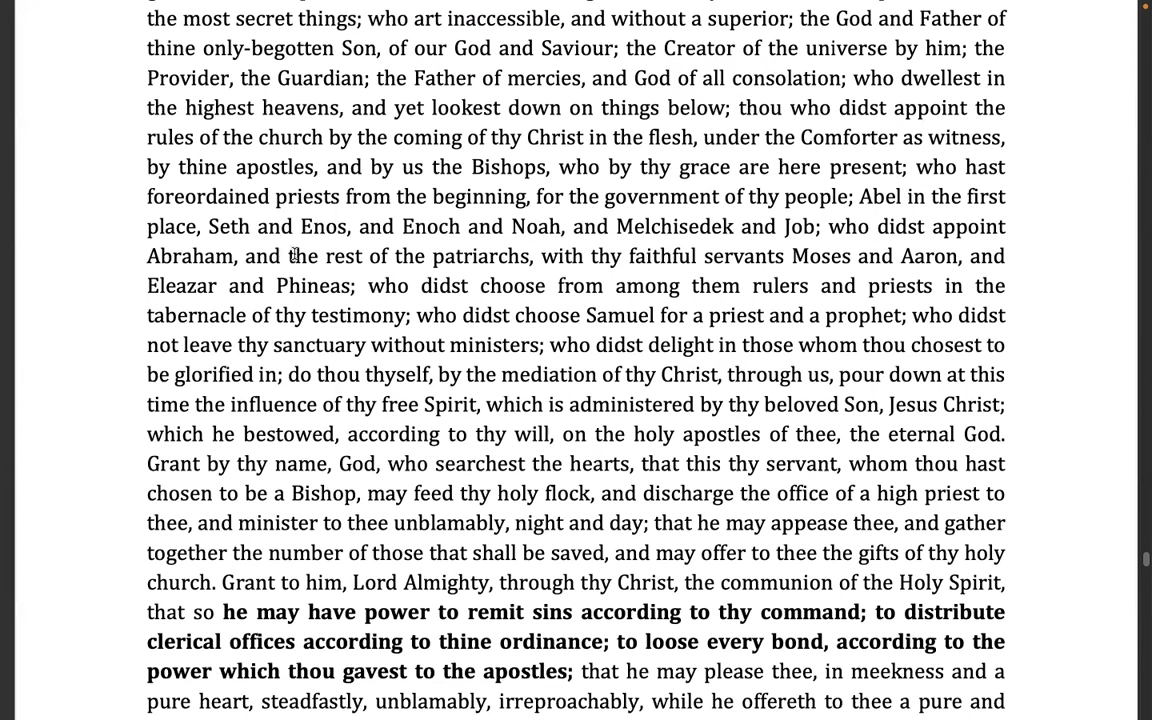 the most secret things; who art inaccessible, and without a superior; the God and Father of
thine only-begotten Son, of our God and Saviour; the Creator of the universe by him; the
Provider, the Guardian; the Father of mercies, and God of all consolation; who dwellest in
the highest heavens, and yet lookest down on things below; thou who didst appoint the
rules of the church by the coming of thy Christ in the flesh, under the Comforter as witness,
by thine apostles, and by us the Bishops, who by thy grace are here present; who hast
foreordained priests from the beginning, for the government of thy people; Abel in the first
place, Seth and Enos, and Enoch and Noah, and Melchisedek and Job; who didst appoint
Abraham, and the rest of the patriarchs, with thy faithful servants Moses and Aaron, and
Eleazar and Phineas; who didst choose from among them rulers and priests in the
tabernacle of thy testimony; who didst choose Samuel for a priest and a prophet; who didst
not leave thy sanctuary without ministers; who didst delight in those whom thou chosest to
be glorified in; do thou thyself, by the mediation of thy Christ, through us, pour down at this
time the influence of thy free Spirit, which is administered by thy beloved Son, Jesus Christ;
which he bestowed, according to thy will, on the holy apostles of thee, the eternal God.
Grant by thy name, God, who searchest the hearts, that this thy servant, whom thou hast
chosen to be a Bishop, may feed thy holy flock, and discharge the office of a high priest to
thee, and minister to thee unblamably, night and day; that he may appease thee, and gather
together the number of those that shall be saved, and may offer to thee the gifts of thy holy
church. Grant to him, Lord Almighty, through thy Christ, the communion of the Holy Spirit,
that so he may have power to remit sins according to thy command; to distribute
clerical offices according to thine ordinance; to loose every bond, according to the
power which thou gavest to the apostles; that he may please thee, in meekness and a
pure heart, steadfastly, unblamably, irreproachably, while he offereth to thee a pure and